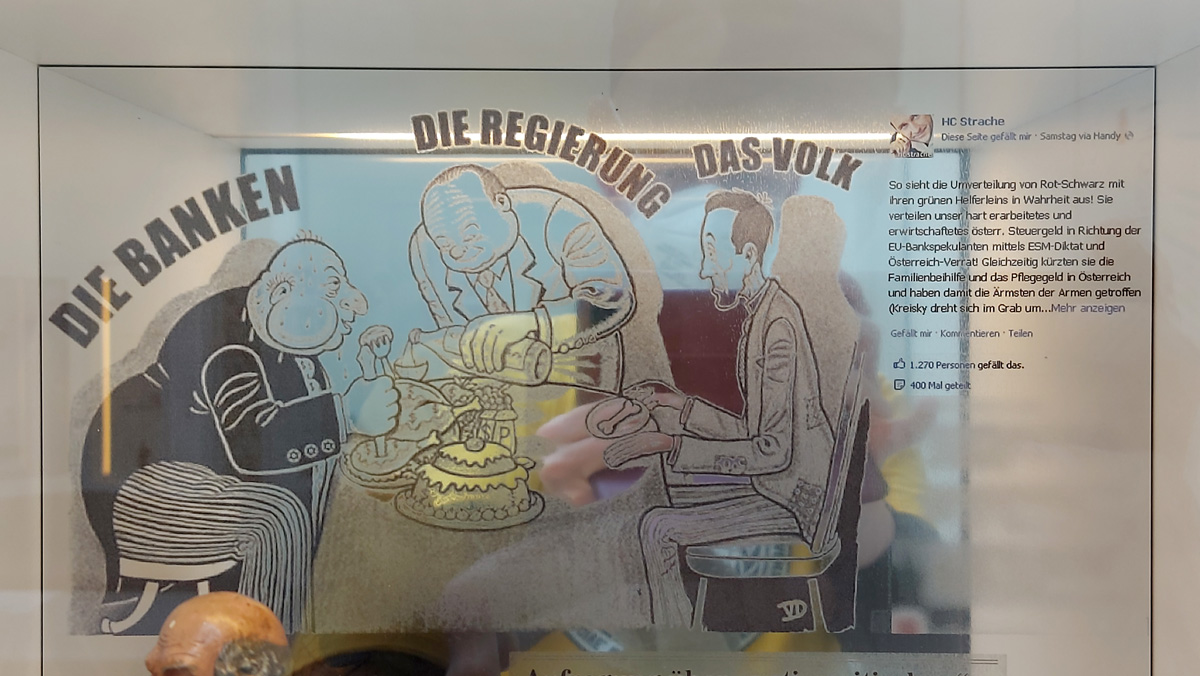 DIE BANKEN
DIE REGIERUNG
DAS VOLK
HC Strache
Diese Seite gefällt mir · Samstag via Handy
So sieht die Umverteilung von Rot-Schwarz mit
ihren grünen Helferleins in Wahrheit aus! Sie
verteilen unser hart erarbeitetes und
erwirtschaftetes österr. Steuergeld in Richtung der
EU-Bankspekulanten mittels ESM-Diktat und
Österreich-Verrat! Gleichzeitig kürzten sie die
Familienbeihilfe und das Pflegegeld in Österreich
und haben damit die Ärmsten der Armen getroffen
(Kreisky dreht sich im Grab um...Mehr anzeigen
Gefällt mir · Kommentieren · Teilen
1.270 Personen gefällt das.
400 Mal geteilt
VD